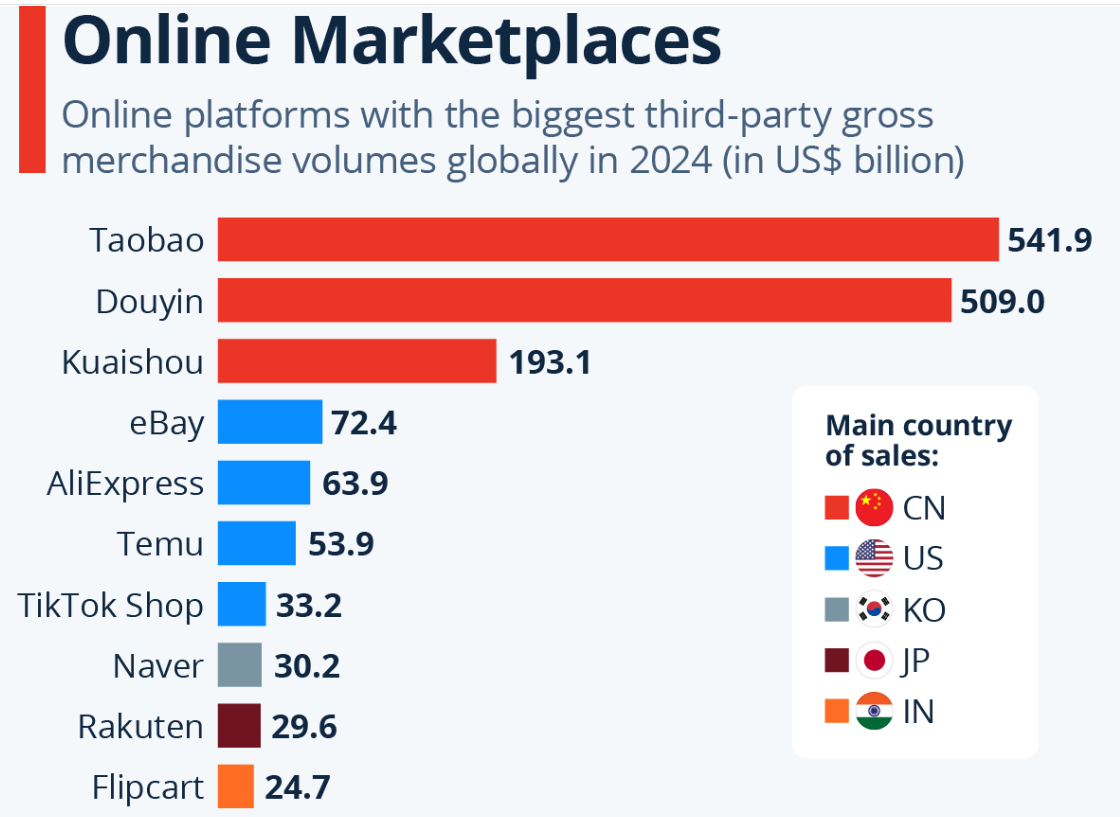 Online Marketplaces
Online platforms with the biggest third-party gross
merchandise volumes globally in 2024 (in US$ billion)
Taobao 541.9
Douyin 509.0
Kuaishou 193.1
eBay 72.4
AliExpress 63.9
Temu 53.9
TikTok Shop 33.2
Naver 30.2
Rakuten 29.6
Flipcart 24.7
Main country
of sales:
CN
US
KO
JP
IN